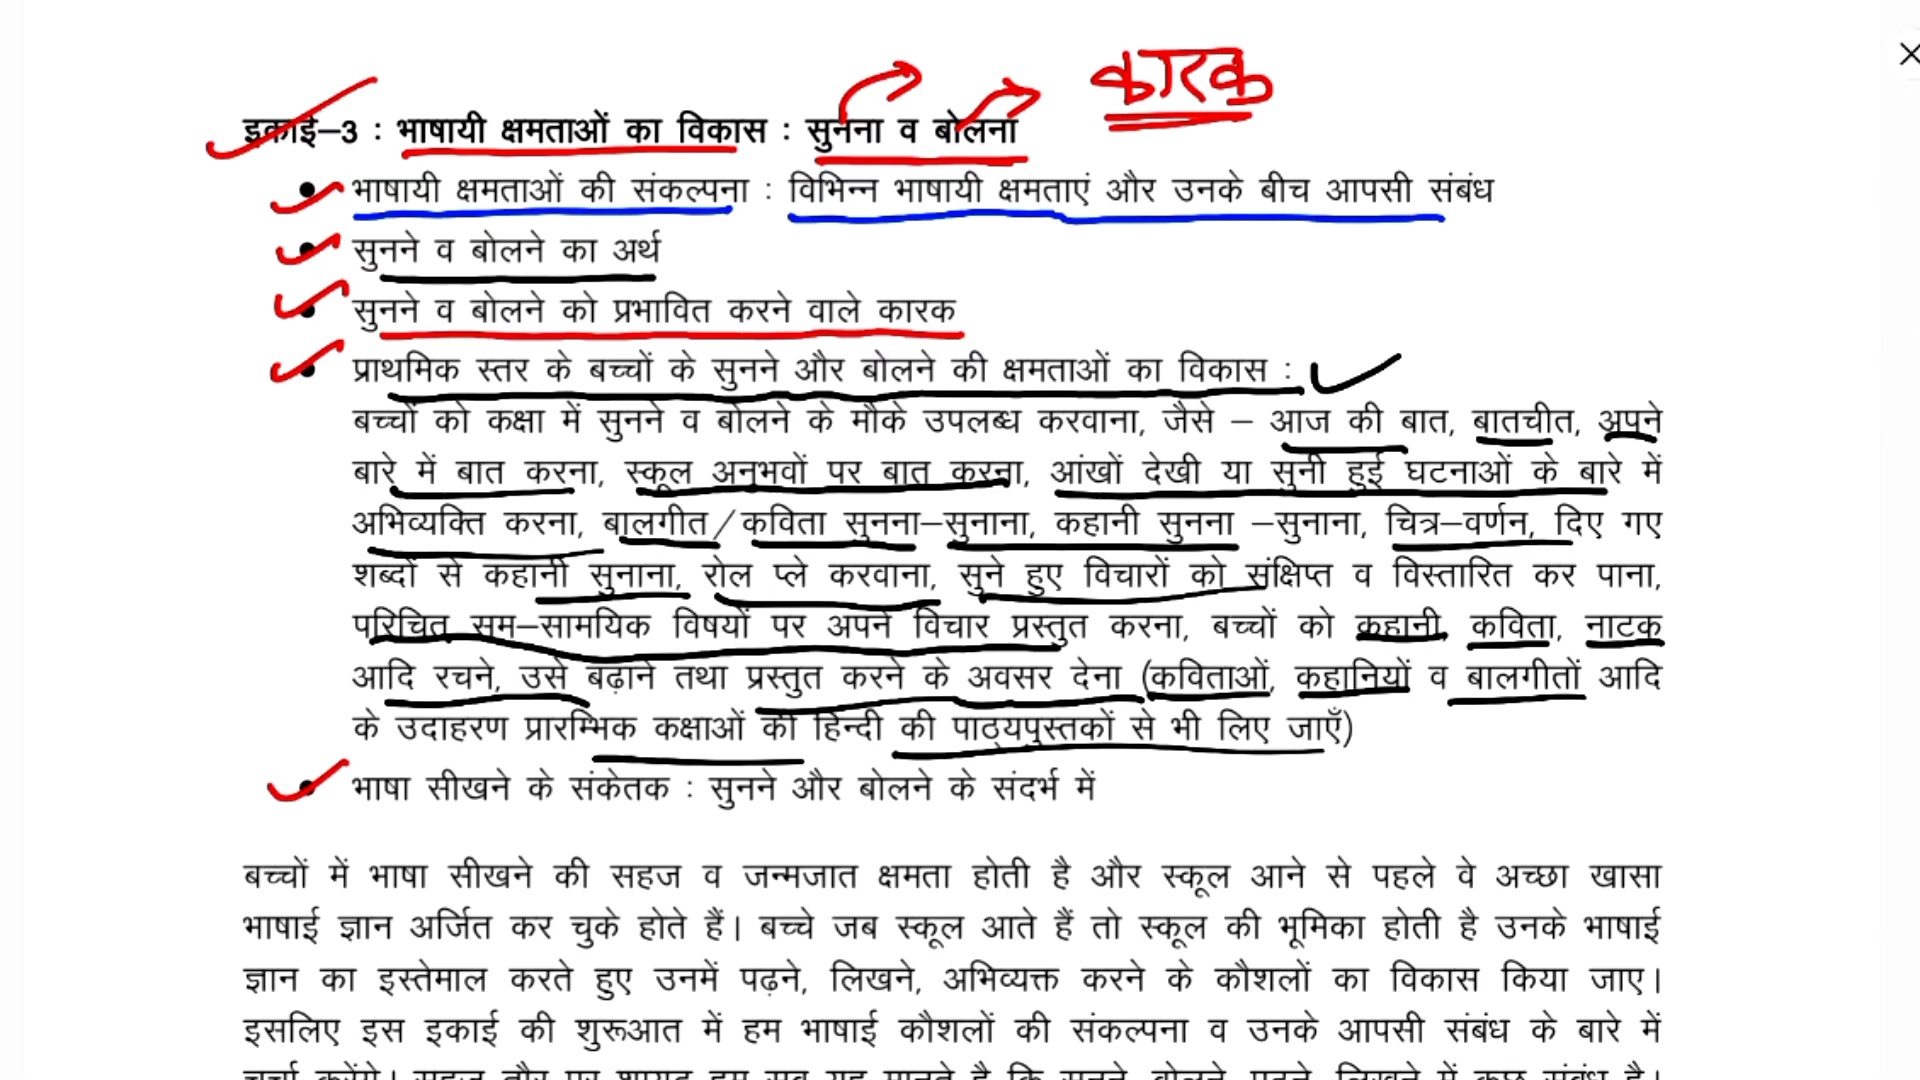 कारक
इकाई–3 : भाषायी क्षमताओं का विकास : सुनना व बोलना
• भाषायी क्षमताओं की संकल्पना : विभिन्न भाषायी क्षमताएं और उनके बीच आपसी संबंध
• सुनने व बोलने का अर्थ
• सुनने व बोलने को प्रभावित करने वाले कारक
• प्राथमिक स्तर के बच्चों के सुनने और बोलने की क्षमताओं का विकास :
बच्चों को कक्षा में सुनने व बोलने के मौके उपलब्ध करवाना, जैसे – आज की बात, बातचीत, अपने
बारे में बात करना, स्कूल अनुभवों पर बात करना, आंखों देखी या सुनी हुई घटनाओं के बारे में
अभिव्यक्ति करना, बालगीत/कविता सुनना–सुनाना, कहानी सुनना –सुनाना, चित्र–वर्णन, दिए गए
शब्दों से कहानी सुनाना, रोल प्ले करवाना, सुने हुए विचारों को संक्षिप्त व विस्तारित कर पाना,
परिचित सम–सामयिक विषयों पर अपने विचार प्रस्तुत करना, बच्चों को कहानी, कविता, नाटक
आदि रचने, उसे बढ़ाने तथा प्रस्तुत करने के अवसर देना (कविताओं, कहानियों व बालगीतों आदि
के उदाहरण प्रारम्भिक कक्षाओं की हिन्दी की पाठ्यपुस्तकों से भी लिए जाएँ)
• भाषा सीखने के संकेतक : सुनने और बोलने के संदर्भ में
बच्चों में भाषा सीखने की सहज व जन्मजात क्षमता होती है और स्कूल आने से पहले वे अच्छा खासा
भाषाई ज्ञान अर्जित कर चुके होते हैं। बच्चे जब स्कूल आते हैं तो स्कूल की भूमिका होती है उनके भाषाई
ज्ञान का इस्तेमाल करते हुए उनमें पढ़ने, लिखने, अभिव्यक्त करने के कौशलों का विकास किया जाए।
इसलिए इस इकाई की शुरूआत में हम भाषाई कौशलों की संकल्पना व उनके आपसी संबंध के बारे में